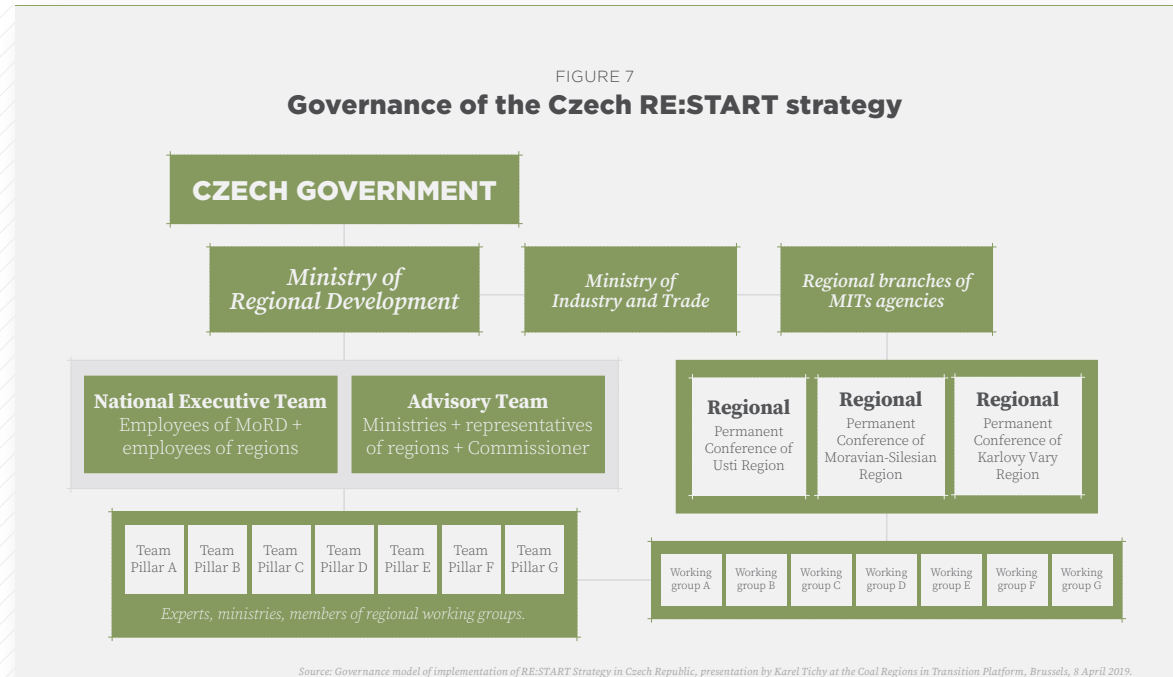 FIGURE 7
Governance of the Czech RE:START strategy
CZECH GOVERNMENT
Ministry of
Regional Development
Ministry of
Industry and Trade
Regional branches of
MITs agencies
National Executive Team
Employees of MoRD +
employees of regions
Advisory Team
Ministries + representatives
of regions + Commissioner
Regional
Permanent
Conference of
Usti Region
Regional
Permanent
Conference of
Moravian-Silesian
Region
Regional
Permanent
Conference of
Karlovy Vary
Region
Team
Pillar A
Team
Pillar B
Team
Pillar C
Team
Pillar D
Team
Pillar E
Team
Pillar F
Team
Pillar G
Experts, ministries, members of regional working groups.
Working
group A
Working
group B
Working
group C
Working
group D
Working
group E
Working
group F
Working
group G
Source: Governance model of implementation of RE:START Strategy in Czech Republic, presentation by Karel Tichy at the Coal Regions in Transition Platform, Brussels, 8 April 2019.